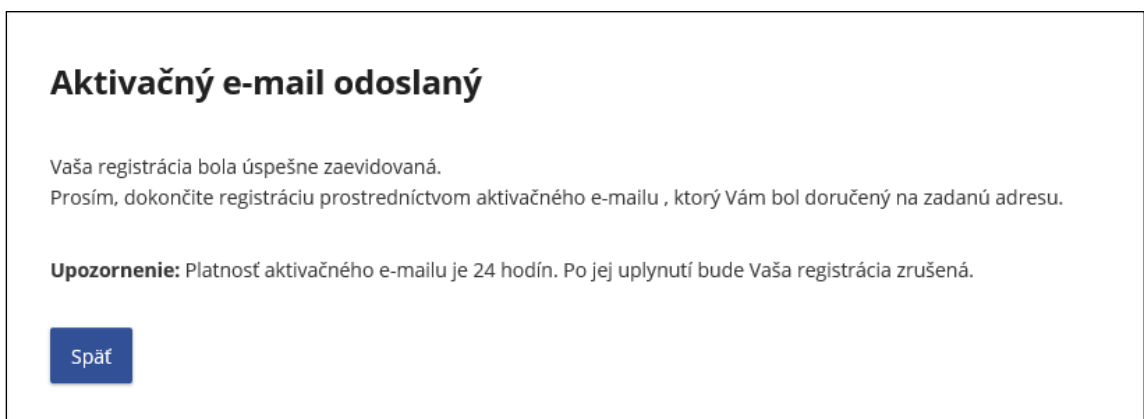 Aktivačný e-mail odoslaný
Vaša registrácia bola úspešne zaevidovaná.
Prosím, dokončite registráciu prostredníctvom aktivačného e-mailu , ktorý Vám bol doručený na zadanú adresu.
Upozornenie: Platnosť aktivačného e-mailu je 24 hodín. Po jej uplynutí bude Vaša registrácia zrušená.
Späť